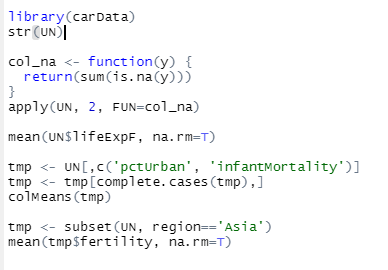 library(carData)
str(UN)

col_na <- function(y) {
  return(sum(is.na(y)))
}
apply(UN, 2, FUN=col_na)

mean(UN$lifeExpF, na.rm=T)

tmp <- UN[,c('pctUrban', 'infantMortality')]
tmp <- tmp[complete.cases(tmp),]
colMeans(tmp)

tmp <- subset(UN, region=='Asia')
mean(tmp$fertility, na.rm=T)